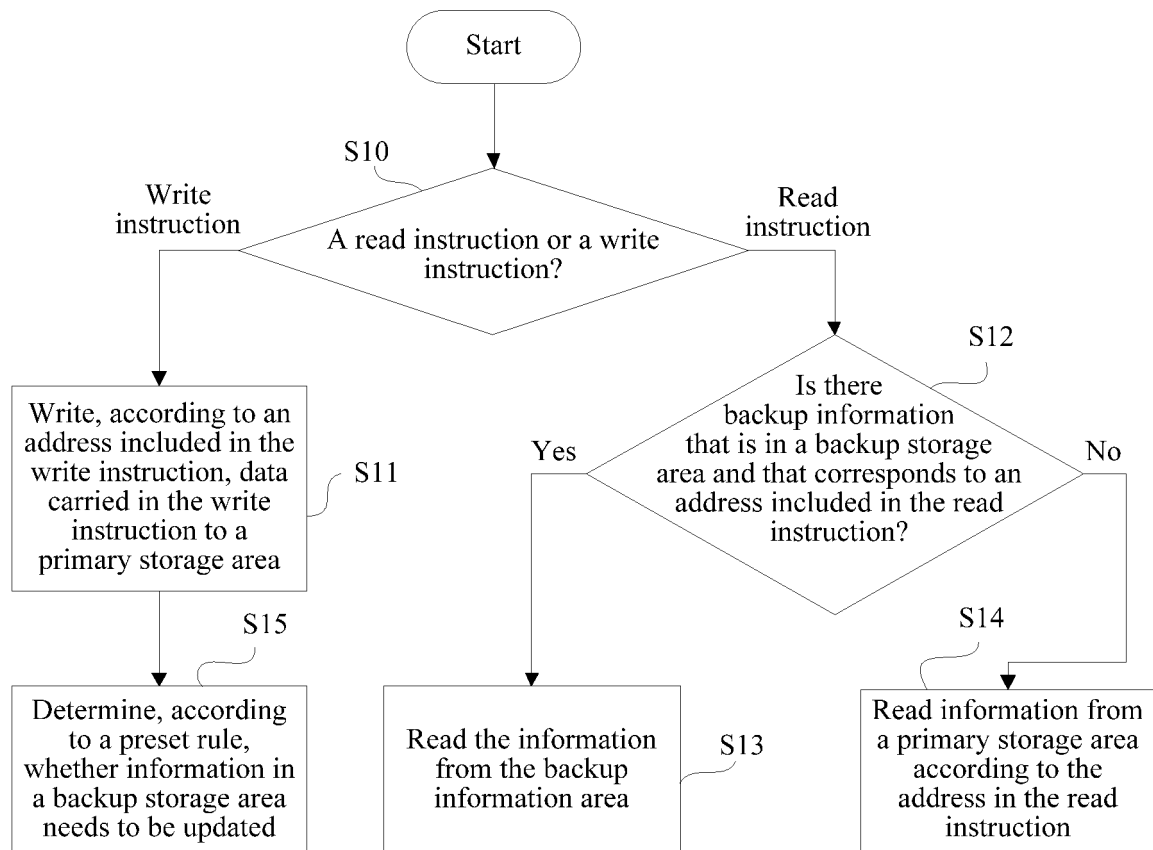 Start
S10
Write
instruction
Read
instruction
A read instruction or a write
instruction?
S12
Is there
backup information
that is in a backup storage
area and that corresponds to an
address included in the read
instruction?
Yes
No
Write, according to an
address included in the
write instruction, data
carried in the write
instruction to a
primary storage area
S11
S15
S14
Determine, according
to a preset rule,
whether information in
a backup storage area
needs to be updated
Read the information
from the backup
information area
S13
Read information from
a primary storage area
according to the
address in the read
instruction